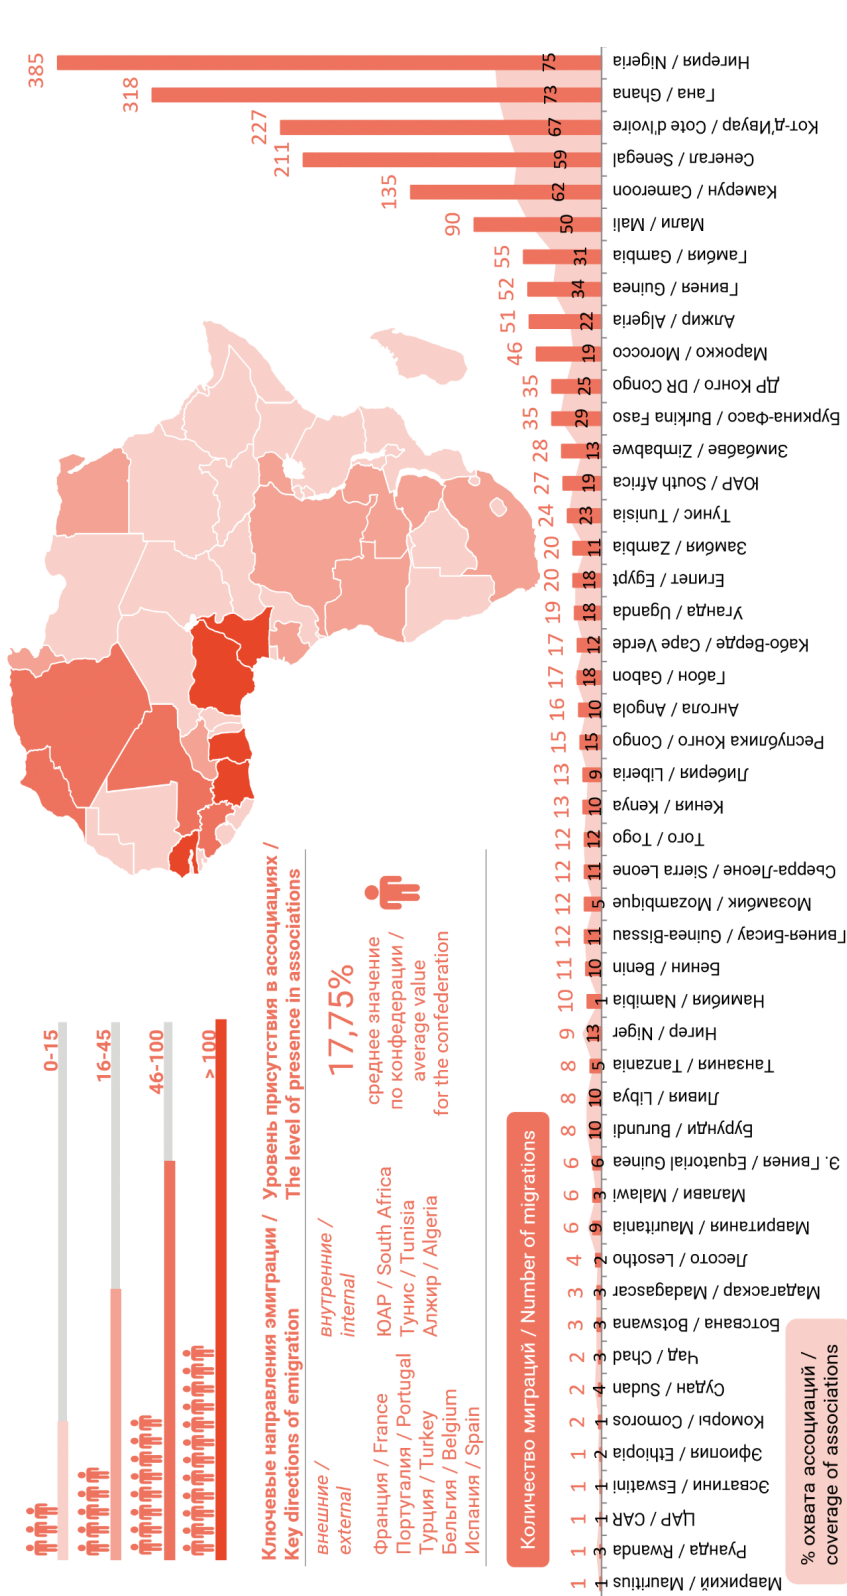 0-15
16-45
46-100
> 100
Ключевые направления эмиграции /
Key directions of emigration
внешние /
external
Франция / France
Португалия / Portugal
Турция / Turkey
Бельгия / Belgium
Испания / Spain
внутренние /
internal
ЮАР / South Africa
Тунис / Tunisia
Алжир / Algeria
Уровень присутствия в ассоциациях /
The level of presence in associations
17,75%
среднее значение
по конфедерации /
average value
for the confederation
Количество миграций / Number of migrations
385 75 Нигерия / Nigeria
318 73 Гана / Ghana
227 67 Кот-д'Ивуар / Cote d'Ivoire
211 59 Сенегал / Senegal
135 62 Камерун / Cameroon
90 50 Мали / Mali
55 31 Гамбия / Gambia
52 34 Гвинея / Guinea
51 22 Алжир / Algeria
46 19 Марокко / Morocco
35 25 ДР Конго / DR Congo
35 29 Буркина-Фасо / Burkina Faso
28 13 Зимбабве / Zimbabwe
27 19 ЮАР / South Africa
24 23 Тунис / Tunisia
20 11 Замбия / Zambia
20 18 Египет / Egypt
19 18 Уганда / Uganda
17 12 Кабо-Верде / Cape Verde
17 18 Габон / Gabon
16 10 Ангола / Angola
15 15 Республика Конго / Congo
13 9 Либерия / Liberia
13 10 Кения / Kenya
12 12 Того / Togo
12 11 Сьерра-Леоне / Sierra Leone
12 5 Мозамбик / Mozambique
12 11 Гвинея-Бисау / Guinea-Bissau
11 10 Бенин / Benin
10 1 Намибия / Namibia
9 13 Нигер / Niger
8 5 Танзания / Tanzania
8 10 Ливия / Libya
8 10 Бурунди / Burundi
6 6 Э. Гвинея / Equatorial Guinea
6 3 Малави / Malawi
6 9 Мавритания / Mauritania
4 2 Лесото / Lesotho
3 3 Мадагаскар / Madagascar
3 3 Ботсвана / Botswana
2 3 Чад / Chad
2 4 Судан / Sudan
2 1 Коморы / Comoros
1 2 Эфиопия / Ethiopia
1 1 Эсватини / Eswatini
1 1 ЦАР / CAR
1 3 Руанда / Rwanda
1 1 Маврикий / Mauritius
% охвата ассоциаций /
coverage of associations